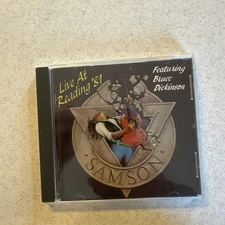 Live At
Reading '81
Featuring
Bruce
Dickinson
SAMSON